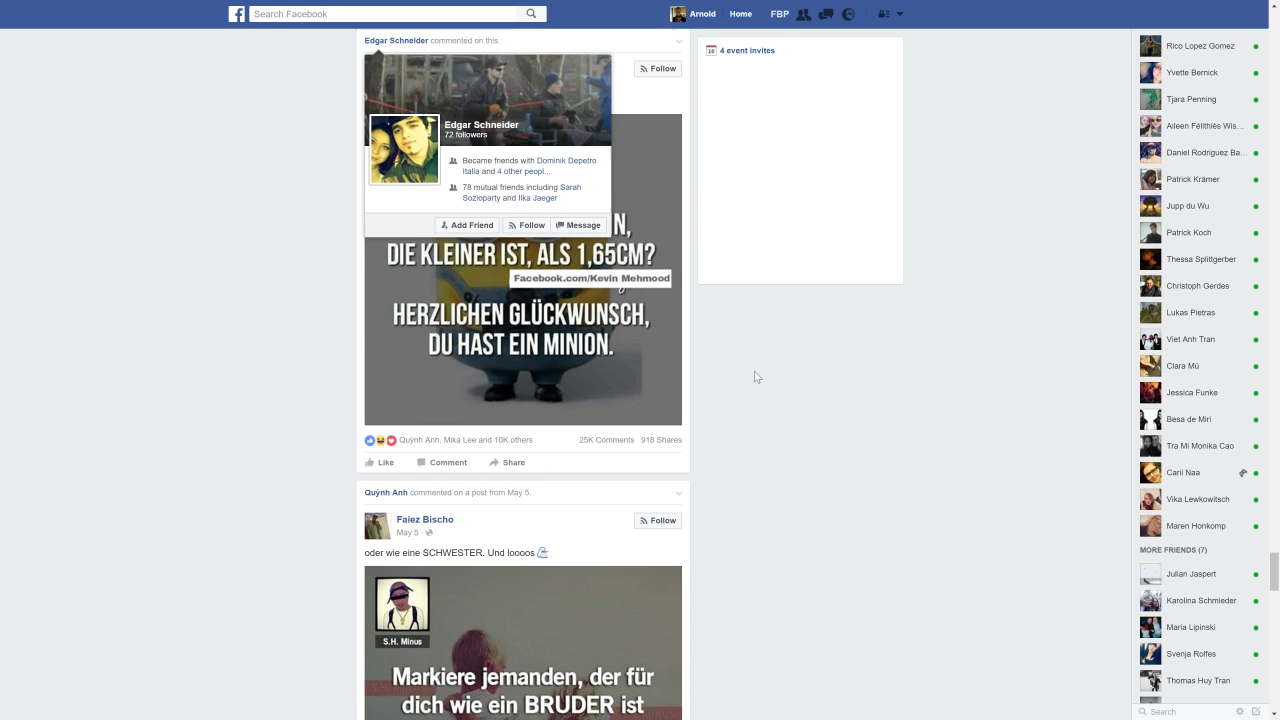 Search Facebook
Arnold
Home
FBP
Edgar Schneider commented on this.
Follow
Edgar Schneider
72 followers
Became friends with Dominik Depetro
Italia and 4 other peopl...
78 mutual friends including Sarah
Sozioparty and Ilka Jaeger
Add Friend
Follow
Message
N,
DIE KLEINER IST, ALS 1,65CM?
Facebook.com/Kevin Mehmood
HERZLICHEN GLÜCKWUNSCH,
DU HAST EIN MINION.
Quỳnh Anh, Mika Lee and 10K others
25K Comments 918 Shares
Like
Comment
Share
Quỳnh Anh commented on a post from May 5.
Faiez Bischo
May 5
Follow
oder wie eine SCHWESTER. Und loooos
S.H. Minus
Markiere jemanden, der für
dich wie ein BRUDER ist
4 event invites
Gomez
Yvette Bernick
Tjara Penning
Daniel Rodriguez Ba...
Patrick Krämer
Jupp du Wu
Patrick Koch
Thessa Splittgerber
Christoph Gerdes
Lukas Pietras
Viet Anh Tran
Clara Mü
Jessica Funke
Andrea de Miri
Tra Mi Monika Cao
Carii Naa
Vika Lewkowitsch
Maren Honkomp
MORE FRIENDS (7)
Julian Jaspert
Karolina Schmieder
Maria Lipinski
Svenja Rolfes
Thomas Huy Tran
Search